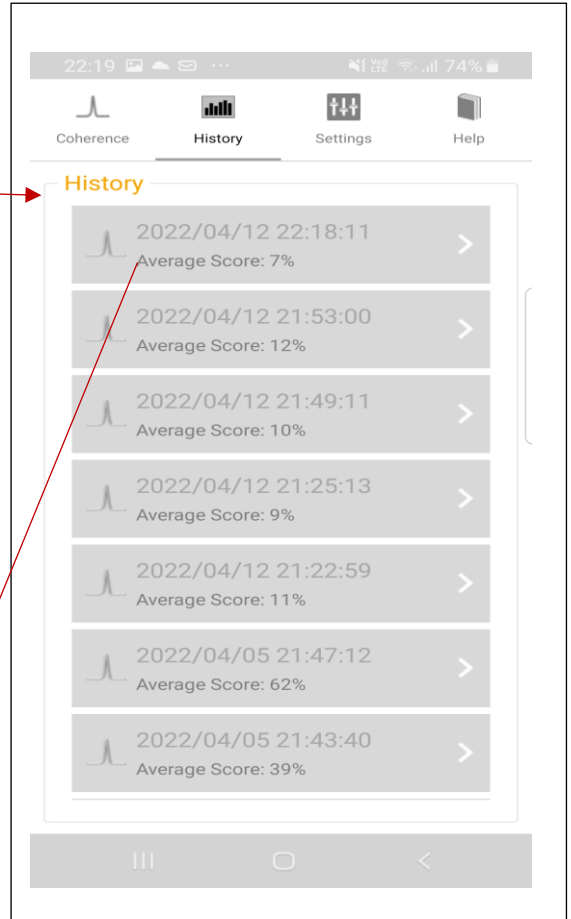 22:19 ... Vo)) LTE 74%
Coherence History Settings Help
History
2022/04/12 22:18:11
Average Score: 7%
2022/04/12 21:53:00
Average Score: 12%
2022/04/12 21:49:11
Average Score: 10%
2022/04/12 21:25:13
Average Score: 9%
2022/04/12 21:22:59
Average Score: 11%
2022/04/05 21:47:12
Average Score: 62%
2022/04/05 21:43:40
Average Score: 39%